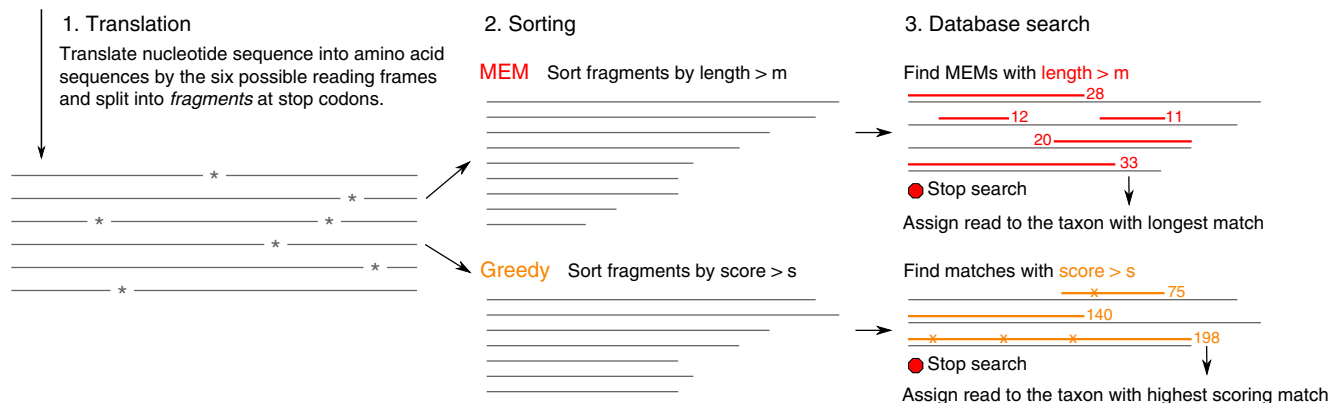 1. Translation
Translate nucleotide sequence into amino acid
sequences by the six possible reading frames
and split into fragments at stop codons.
*
*
* *
*
*
*
2. Sorting
MEM Sort fragments by length > m
Greedy Sort fragments by score > s
3. Database search
Find MEMs with length > m
28
12 11
20
33
Stop search
Assign read to the taxon with longest match
Find matches with score > s
x 75
140
x x x 198
Stop search
Assign read to the taxon with highest scoring match